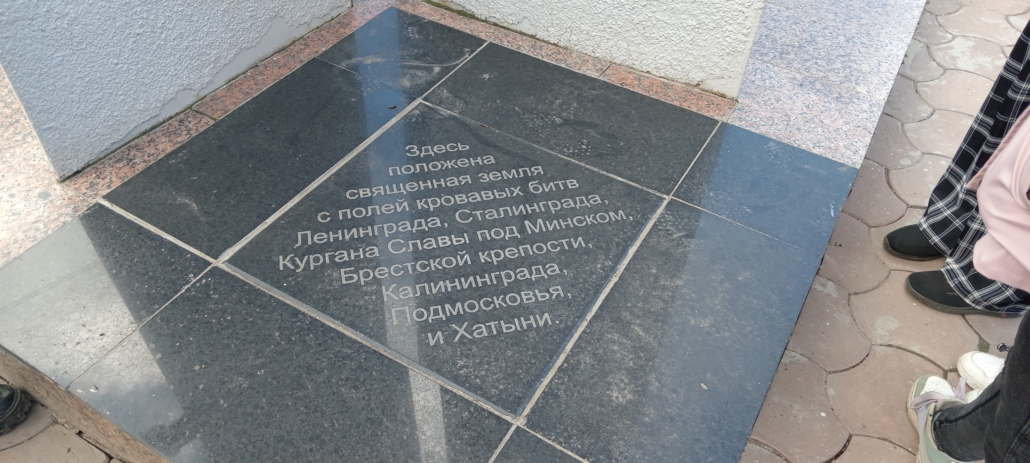 Здесь
положена
священная земля
с полей кровавых битв
Ленинграда, Сталинграда,
Кургана Славы под Минском,
Брестской крепости,
Калининграда,
Подмосковья,
и Хатыни.